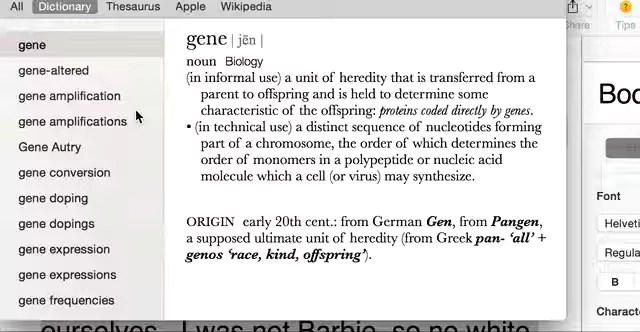 All Dictionary Thesaurus Apple Wikipedia
gene
gene-altered
gene amplification
gene amplifications
Gene Autry
gene conversion
gene doping
gene dopings
gene expression
gene expressions
gene frequencies
gene | jēn |
noun Biology
(in informal use) a unit of heredity that is transferred from a
parent to offspring and is held to determine some
characteristic of the offspring: proteins coded directly by genes.
• (in technical use) a distinct sequence of nucleotides forming
part of a chromosome, the order of which determines the
order of monomers in a polypeptide or nucleic acid
molecule which a cell (or virus) may synthesize.
ORIGIN early 20th cent.: from German Gen, from Pangen,
a supposed ultimate unit of heredity (from Greek pan- ‘all’ +
genos ‘race, kind, offspring’).
Share
Tips
Font
B
ourselves. I was not Barbie, so no white